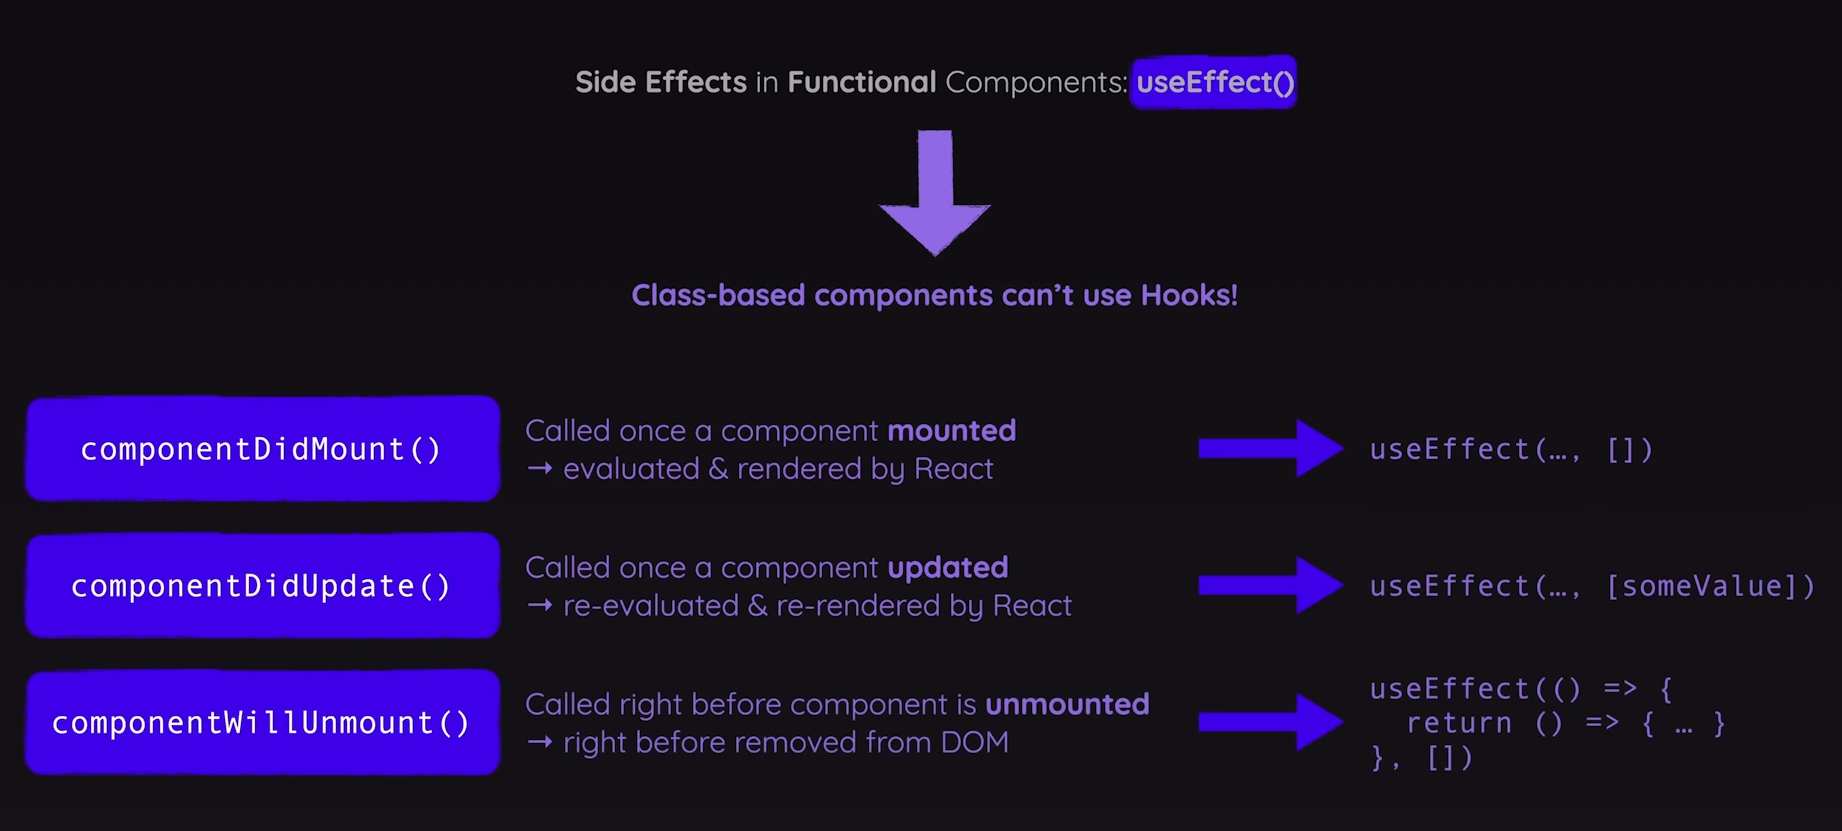 Side Effects in Functional Components: useEffect()
Class-based components can’t use Hooks!
componentDidMount()
Called once a component mounted
→ evaluated & rendered by React
useEffect(…, [])
componentDidUpdate()
Called once a component updated
→ re-evaluated & re-rendered by React
useEffect(…, [someValue])
componentWillUnmount()
Called right before component is unmounted
→ right before removed from DOM
useEffect(() => {
  return () => { … }
}, [])